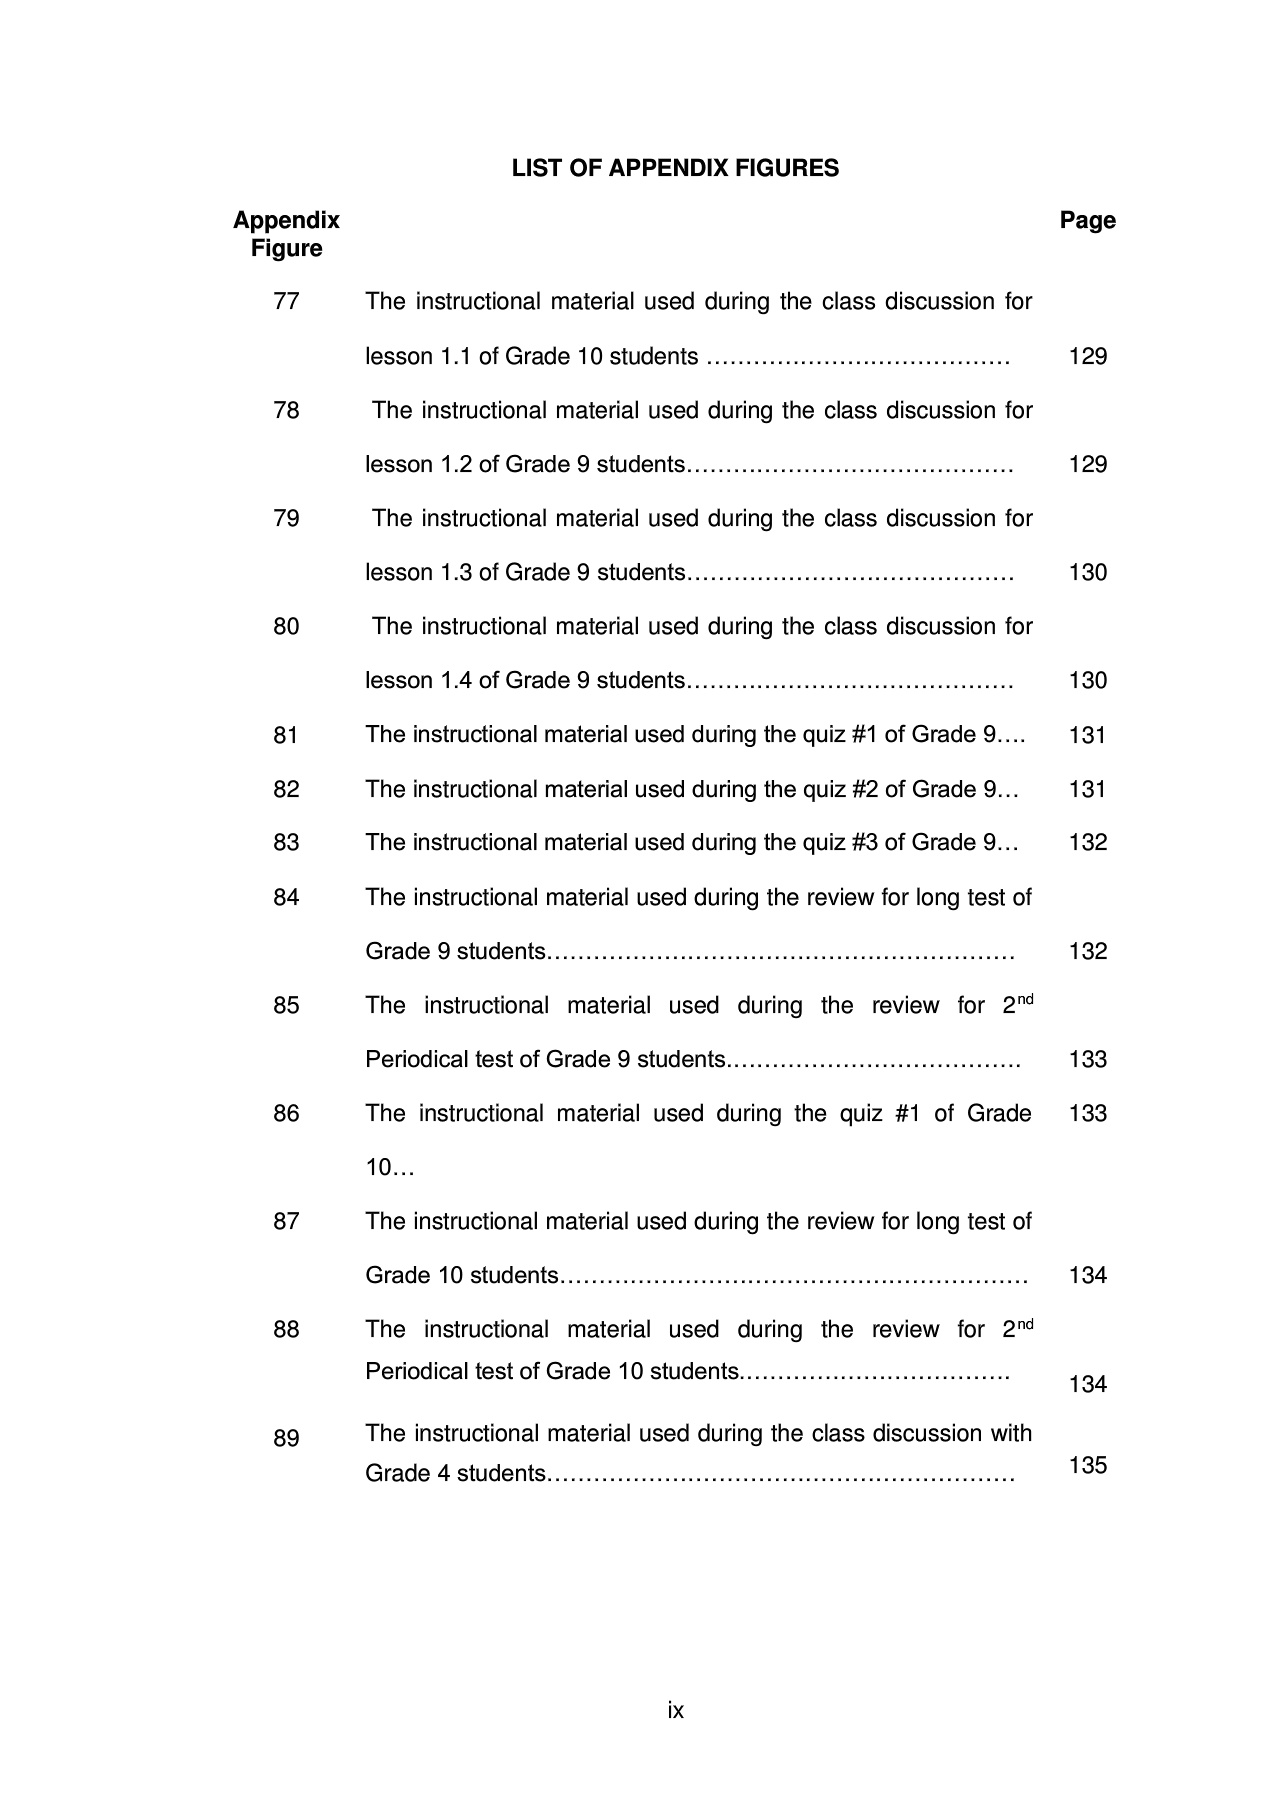 LIST OF APPENDIX FIGURES
Appendix Page
Figure
77 The instructional material used during the class discussion for
lesson 1.1 of Grade 10 students ………………………………… 129
78 The instructional material used during the class discussion for
lesson 1.2 of Grade 9 students…………………………………… 129
79 The instructional material used during the class discussion for
lesson 1.3 of Grade 9 students…………………………………… 130
80 The instructional material used during the class discussion for
lesson 1.4 of Grade 9 students…………………………………… 130
81 The instructional material used during the quiz #1 of Grade 9…. 131
82 The instructional material used during the quiz #2 of Grade 9… 131
83 The instructional material used during the quiz #3 of Grade 9… 132
84 The instructional material used during the review for long test of
Grade 9 students…………………………………………………… 132
85 The instructional material used during the review for 2nd
Periodical test of Grade 9 students………………………………. 133
86 The instructional material used during the quiz #1 of Grade 133
10…
87 The instructional material used during the review for long test of
Grade 10 students…………………………………………………… 134
88 The instructional material used during the review for 2nd
Periodical test of Grade 10 students……………………………. 134
89 The instructional material used during the class discussion with
Grade 4 students…………………………………………………… 135
ix